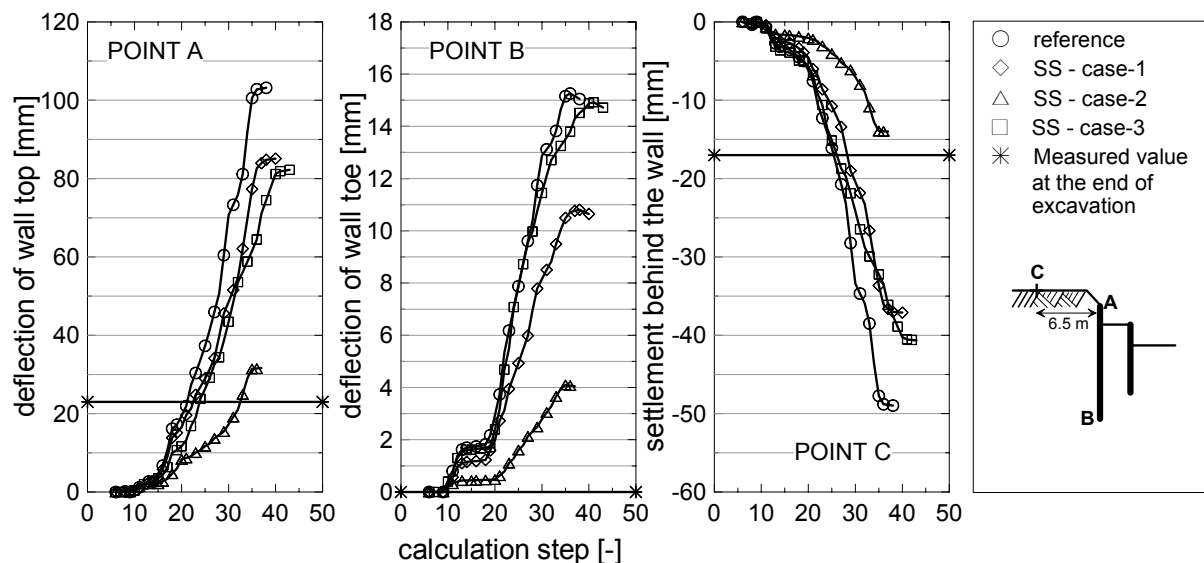 POINT A
deflection of wall top [mm]
120
100
80
60
40
20
0
0 10 20 30 40 50
POINT B
deflection of wall toe [mm]
18
16
14
12
10
8
6
4
2
0
0 10 20 30 40 50
calculation step [-]
POINT C
settlement behind the wall [mm]
0
-10
-20
-30
-40
-50
-60
0 10 20 30 40 50
reference
SS - case-1
SS - case-2
SS - case-3
Measured value
at the end of
excavation
C
A
6.5 m
B